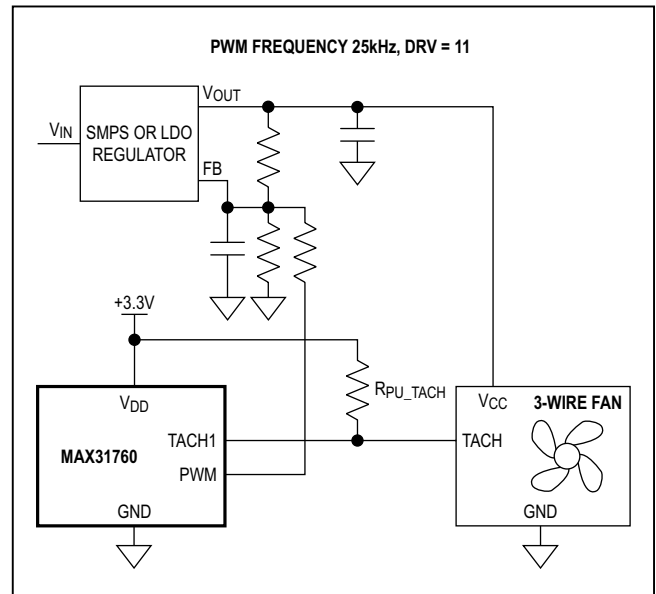 PWM FREQUENCY 25kHz, DRV = 11
VOUT
VIN
SMPS OR LDO
REGULATOR
FB
+3.3V
RPU_TACH
VDD
VCC
3-WIRE FAN
TACH1
TACH
MAX31760
PWM
GND
GND